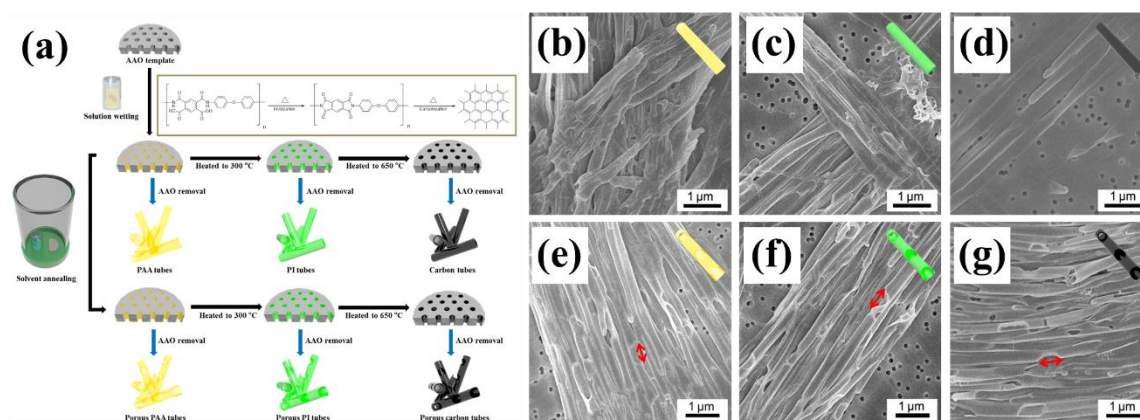 (a)
AAO template
Solution wetting
Imidization
Carbonization
n
n
Heated to 300 °C
Heated to 650 °C
AAO removal
AAO removal
AAO removal
PAA tubes
PI tubes
Carbon tubes
Solvent annealing
Heated to 300 °C
Heated to 650 °C
AAO removal
AAO removal
AAO removal
Porous PAA tubes
Porous PI tubes
Porous carbon tubes
(b)
1 µm
(c)
1 µm
(d)
1 µm
(e)
1 µm
(f)
1 µm
(g)
1 µm